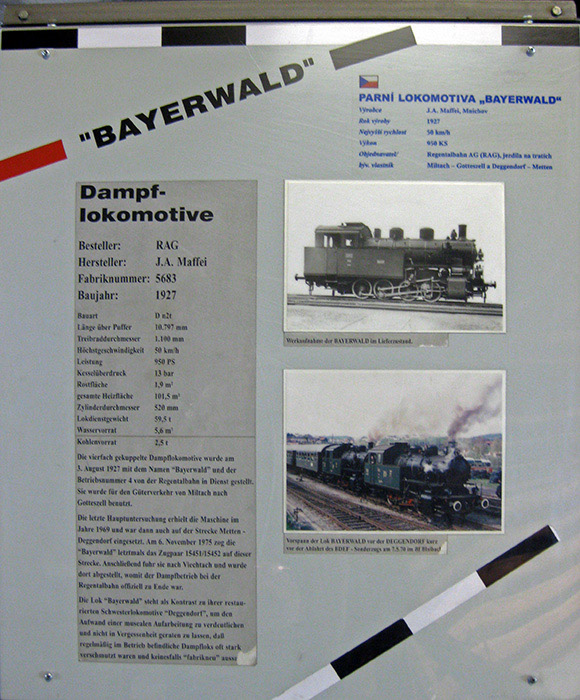 "BAYERWALD"
PARNÍ LOKOMOTIVA „BAYERWALD“
Výrobce J.A. Maffei, Mnichov
Rok výroby 1927
Nejvyšší rychlost 50 km/h
Výkon 950 KS
Objednavatel/ Regentalbahn AG (RAG), jezdila na tratích
býv. vlastník Miltach – Gotteszell a Deggendorf – Metten
Dampf-
lokomotive
Besteller: RAG
Hersteller: J.A. Maffei
Fabriknummer: 5683
Baujahr: 1927
Bauart D n2t
Länge über Puffer 10.797 mm
Treibraddurchmesser 1.100 mm
Höchstgeschwindigkeit 50 km/h
Leistung 950 PS
Kesselüberdruck 13 bar
Rostfläche 1,9 m²
gesamte Heizfläche 101,5 m²
Zylinderdurchmesser 520 mm
Lokdienstgewicht 59,5 t
Wasservorrat 5,6 m³
Kohlenvorrat 2,5 t
Die vierfach gekuppelte Dampflokomotive wurde am
3. August 1927 mit dem Namen "Bayerwald" und der
Betriebsnummer 4 von der Regentalbahn in Dienst gestellt.
Sie wurde für den Güterverkehr von Miltach nach
Gotteszell benutzt.
Die letzte Hauptuntersuchung erhielt die Maschine im
Jahre 1969 und war dann auch auf der Strecke Metten -
Deggendorf eingesetzt. Am 6. November 1975 zog die
"Bayerwald" letztmals das Zugpaar 15451/15452 auf dieser
Strecke. Anschließend fuhr sie nach Viechtach und wurde
dort abgestellt, womit der Dampfbetrieb bei der
Regentalbahn offiziell zu Ende war.
Die Lok "Bayerwald" steht als Kontrast zu ihrer restau-
rierten Schwesterlokomotive "Deggendorf", um den
Aufwand einer musealen Aufarbeitung zu verdeutlichen
und nicht in Vergessenheit geraten zu lassen, daß
regelmäßig im Betrieb befindliche Dampfloks oft stark
verschmutzt waren und keinesfalls "fabrikneu"
Werksaufnahme der BAYERWALD im Lieferzustand.
Vorspann der Lok BAYERWALD vor der DEGGENDORF kurz
vor der Abfahrt des BDEF - Sonderzugs am 7.5.70 im Bf